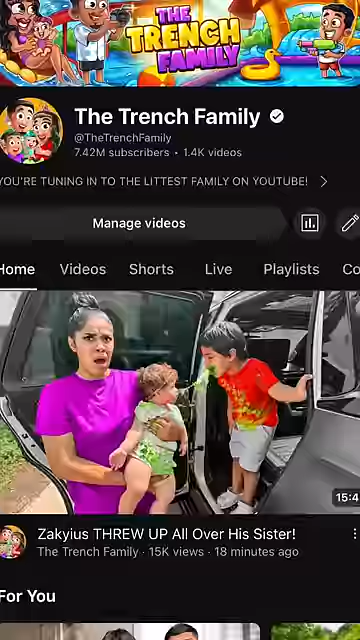 THE
TRENCH
FAMILY
The Trench Family
@TheTrenchFamily
7.42M subscribers • 1.4K videos
YOU'RE TUNING IN TO THE LITTEST FAMILY ON YOUTUBE!
Manage videos
Home Videos Shorts Live Playlists Co
15:4
Zakyius THREW UP All Over His Sister!
The Trench Family · 15K views · 18 minutes ago
For You